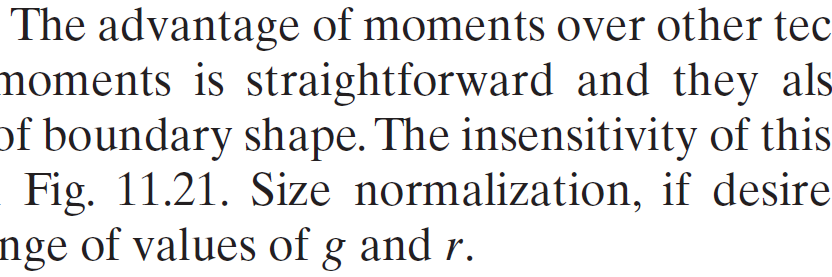 The advantage of moments over other tec
moments is straightforward and they als
of boundary shape. The insensitivity of this
Fig. 11.21. Size normalization, if desire
nge of values of g and r.